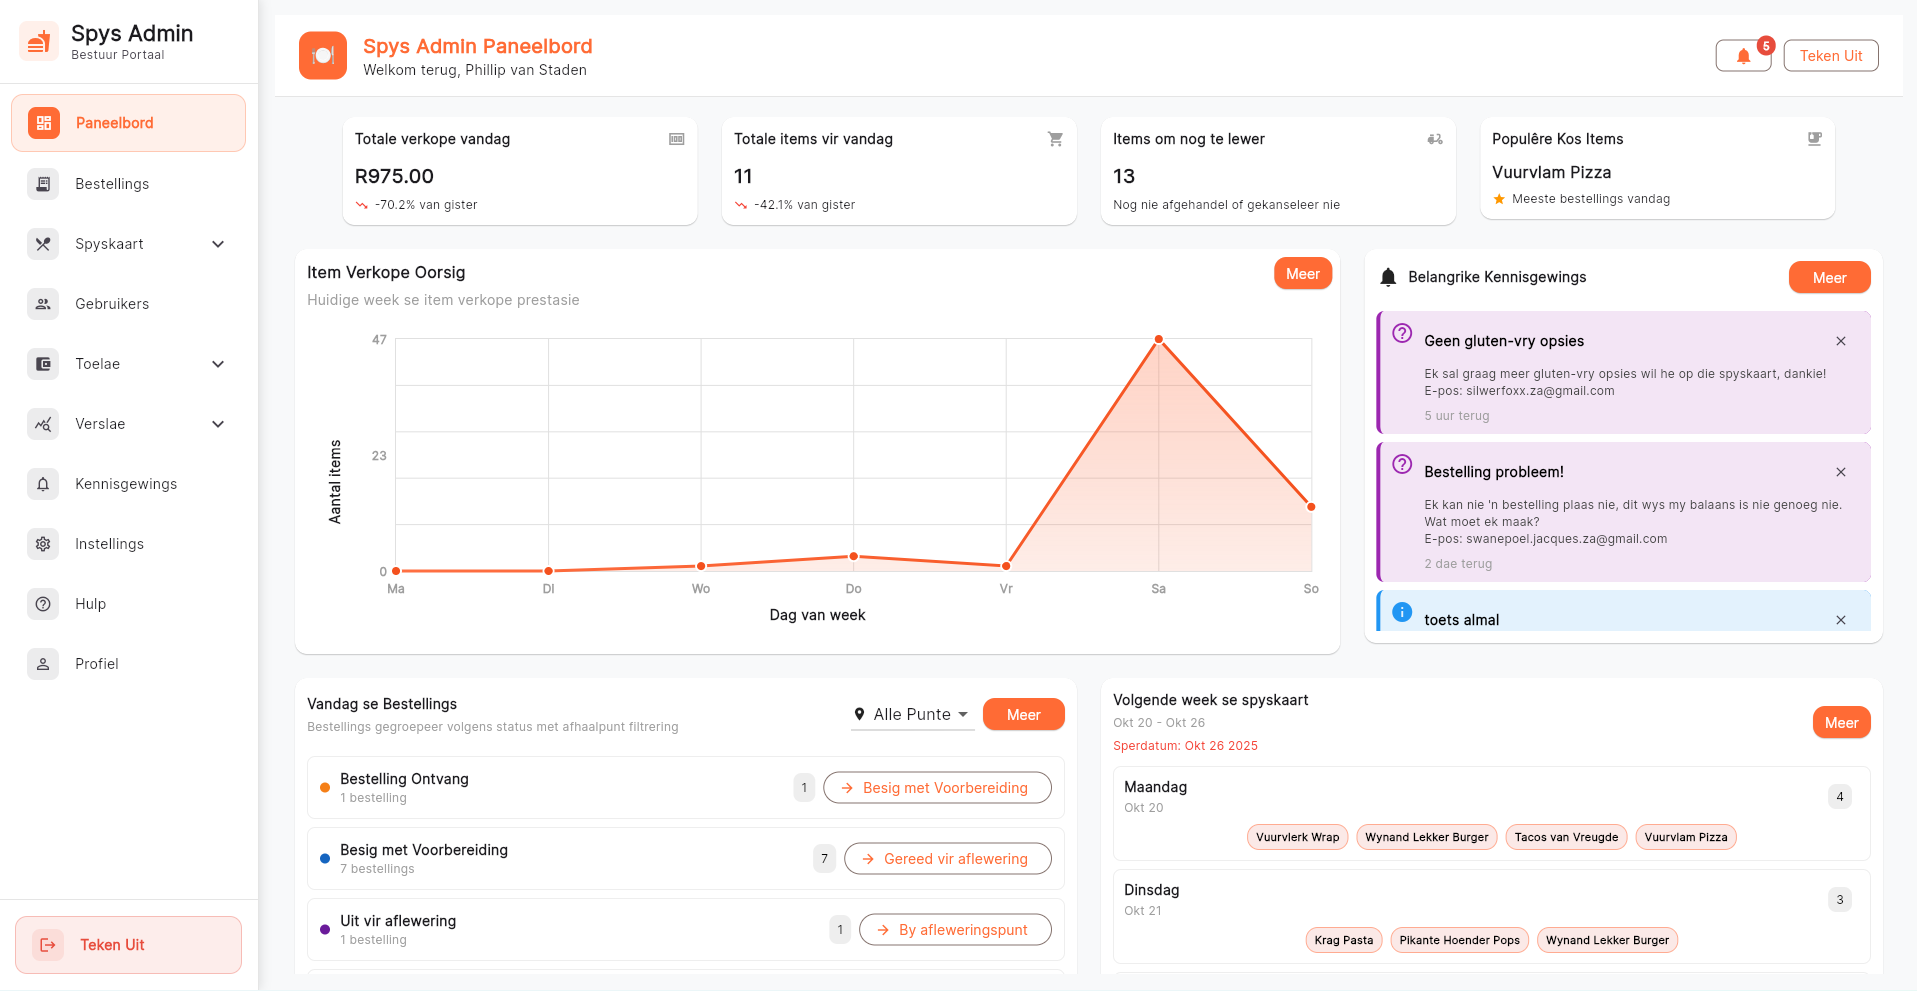 Spys Admin
Bestuur Portaal
Paneelbord
Bestellings
Spyskaart
Gebruikers
Toelae
Verslae
Kennisgewings
Instellings
Hulp
Profiel
Teken Uit
Spys Admin Paneelbord
Welkom terug, Phillip van Staden
5
Teken Uit
Totale verkope vandag
R975.00
-70.2% van gister
Totale items vir vandag
11
-42.1% van gister
Items om nog te lewer
13
Nog nie afgehandel of gekanseleer nie
Populêre Kos Items
Vuurvlam Pizza
Meeste bestellings vandag
Item Verkope Oorsig
Meer
Huidige week se item verkope prestasie
47
23
0
Aantal items
Ma DI Wo Do Vr Sa So
Dag van week
Belangrike Kennisgewings
Meer
Geen gluten-vry opsies
Ek sal graag meer gluten-vry opsies wil he op die spyskaart, dankie!
E-pos: silwerfoxx.za@gmail.com
5 uur terug
Bestelling probleem!
Ek kan nie 'n bestelling plaas nie, dit wys my balaans is nie genoeg nie.
Wat moet ek maak?
E-pos: swanepoel.jacques.za@gmail.com
2 dae terug
toets almal
Vandag se Bestellings
Bestellings gegroepeer volgens status met afhaalpunt filtrering
Alle Punte
Meer
Bestelling Ontvang
1 bestelling
1
Besig met Voorbereiding
Besig met Voorbereiding
7 bestellings
7
Gereed vir aflewering
Uit vir aflewering
1 bestelling
1
By afleweringspunt
Volgende week se spyskaart
Okt 20 - Okt 26
Sperdatum: Okt 26 2025
Meer
Maandag
Okt 20
4
Vuurvlerk Wrap Wynand Lekker Burger Tacos van Vreugde Vuurvlam Pizza
Dinsdag
Okt 21
3
Krag Pasta Pikante Hoender Pops Wynand Lekker Burger